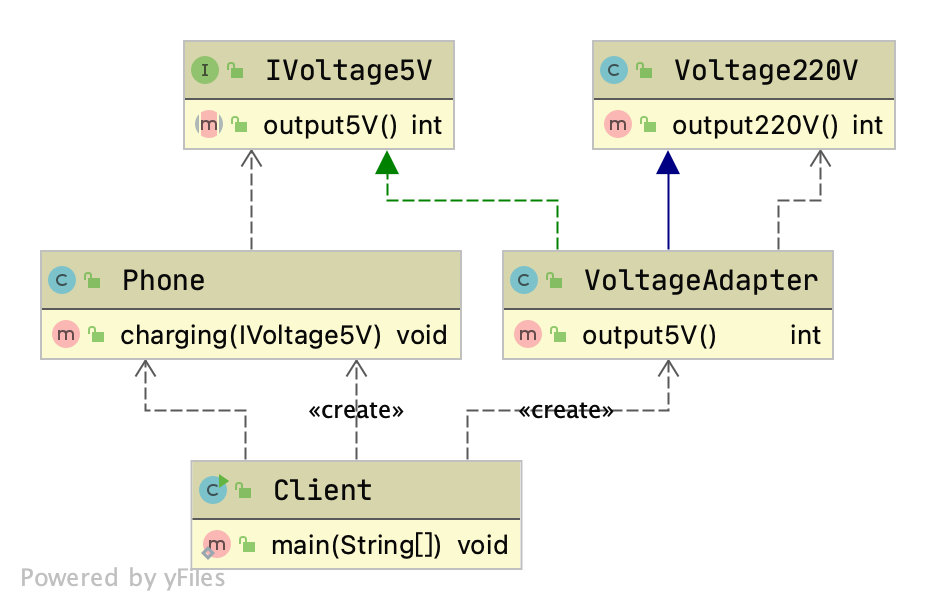 IVoltage5V
output5V() int
Voltage220V
output220V() int
Phone
charging(IVoltage5V) void
VoltageAdapter
output5V() int
«create»
«create»
Client
main(String[]) void
Powered by yFiles